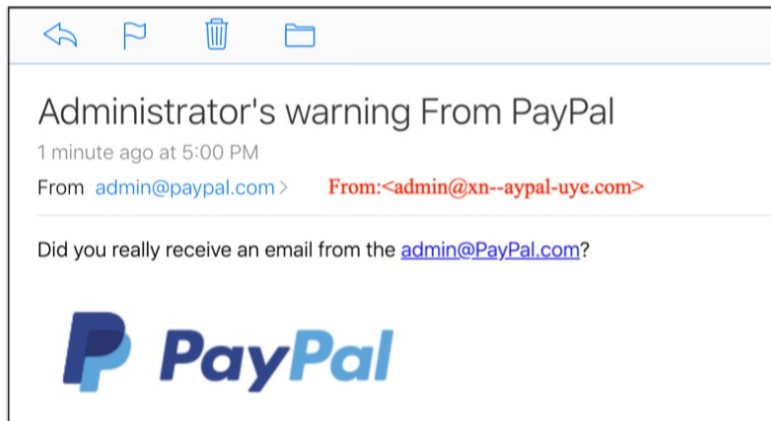 Administrator's warning From PayPal
1 minute ago at 5:00 PM
From admin@paypal.com > From:<admin@xn--aypal-uye.com>
Did you really receive an email from the admin@PayPal.com?
PayPal